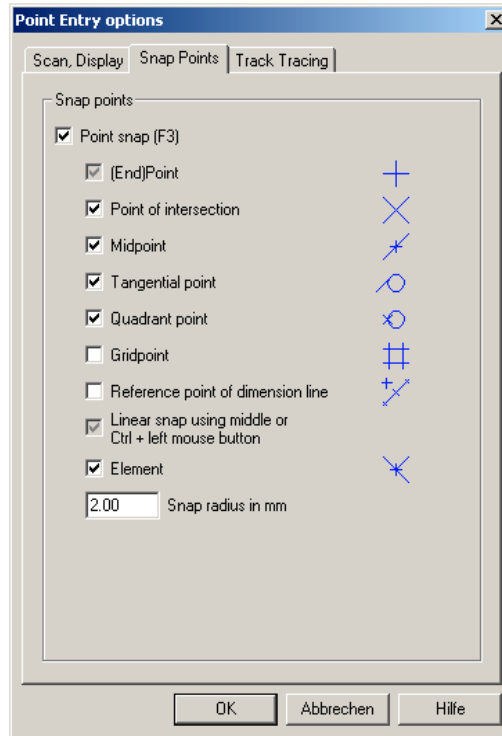 Point Entry options
Scan, Display Snap Points Track Tracing
Snap points
Point snap (F3)
(End)Point
Point of intersection
Midpoint
Tangential point
Quadrant point
Gridpoint
Reference point of dimension line
Linear snap using middle or
Ctrl + left mouse button
Element
2.00 Snap radius in mm
OK Abbrechen Hilfe